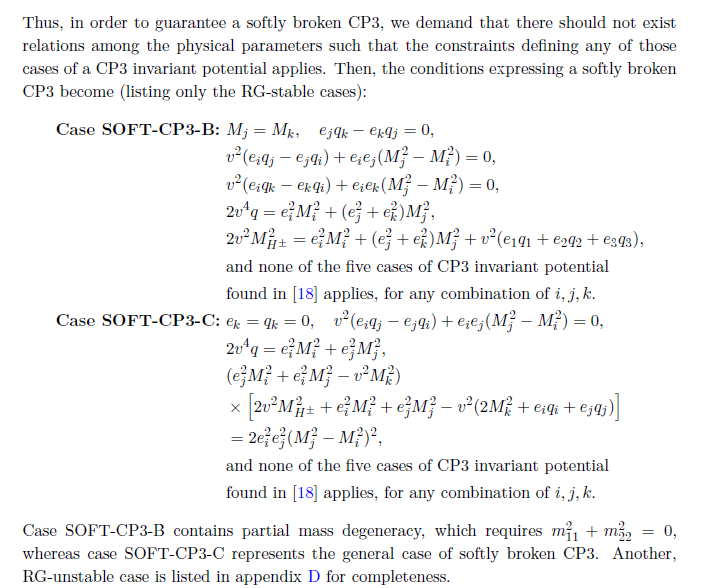 Thus, in order to guarantee a softly broken CP3, we demand that there should not exist
relations among the physical parameters such that the constraints defining any of those
cases of a CP3 invariant potential applies. Then, the conditions expressing a softly broken
CP3 become (listing only the RG-stable cases):
Case SOFT-CP3-B: $M_j = M_k, \quad e_j q_k - e_k q_j = 0,$
$v^2(e_i q_j - e_j q_i) + e_i e_j(M_j^2 - M_i^2) = 0,$
$v^2(e_i q_k - e_k q_i) + e_i e_k(M_j^2 - M_i^2) = 0,$
$2v^4 q = e_i^2 M_i^2 + (e_j^2 + e_k^2)M_j^2,$
$2v^2 M_{H^\pm}^2 = e_i^2 M_i^2 + (e_j^2 + e_k^2)M_j^2 + v^2(e_1 q_1 + e_2 q_2 + e_3 q_3),$
and none of the five cases of CP3 invariant potential
found in [18] applies, for any combination of $i, j, k$.
Case SOFT-CP3-C: $e_k = q_k = 0, \quad v^2(e_i q_j - e_j q_i) + e_i e_j(M_j^2 - M_i^2) = 0,$
$2v^4 q = e_i^2 M_i^2 + e_j^2 M_j^2,$
$(e_j^2 M_i^2 + e_i^2 M_j^2 - v^2 M_k^2)$
$\times \left[2v^2 M_{H^\pm}^2 + e_i^2 M_i^2 + e_j^2 M_j^2 - v^2(2M_k^2 + e_i q_i + e_j q_j)\right]$
$= 2e_i^2 e_j^2(M_j^2 - M_i^2)^2,$
and none of the five cases of CP3 invariant potential
found in [18] applies, for any combination of $i, j, k$.
Case SOFT-CP3-B contains partial mass degeneracy, which requires $m_{11}^2 + m_{22}^2 = 0$,
whereas case SOFT-CP3-C represents the general case of softly broken CP3. Another,
RG-unstable case is listed in appendix D for completeness.